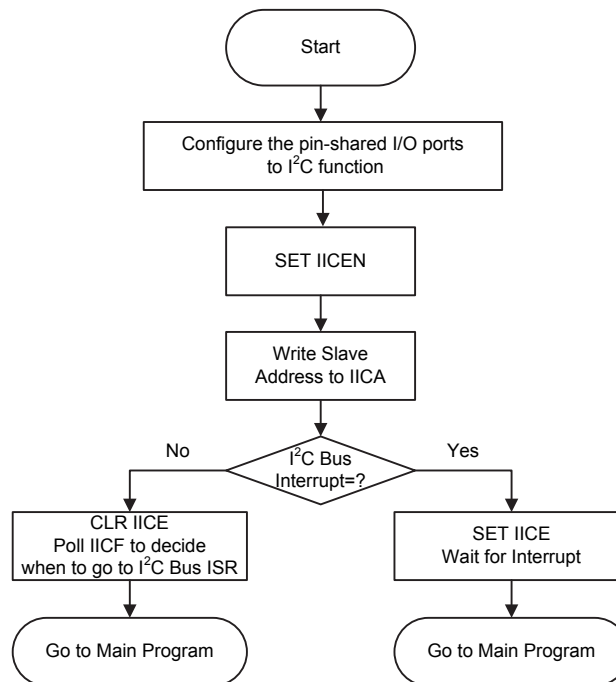 Start
Configure the pin-shared I/O ports
to I²C function
SET IICEN
Write Slave
Address to IICA
I²C Bus
Interrupt=?
No
Yes
CLR IICE
Poll IICF to decide
when to go to I²C Bus ISR
SET IICE
Wait for Interrupt
Go to Main Program
Go to Main Program